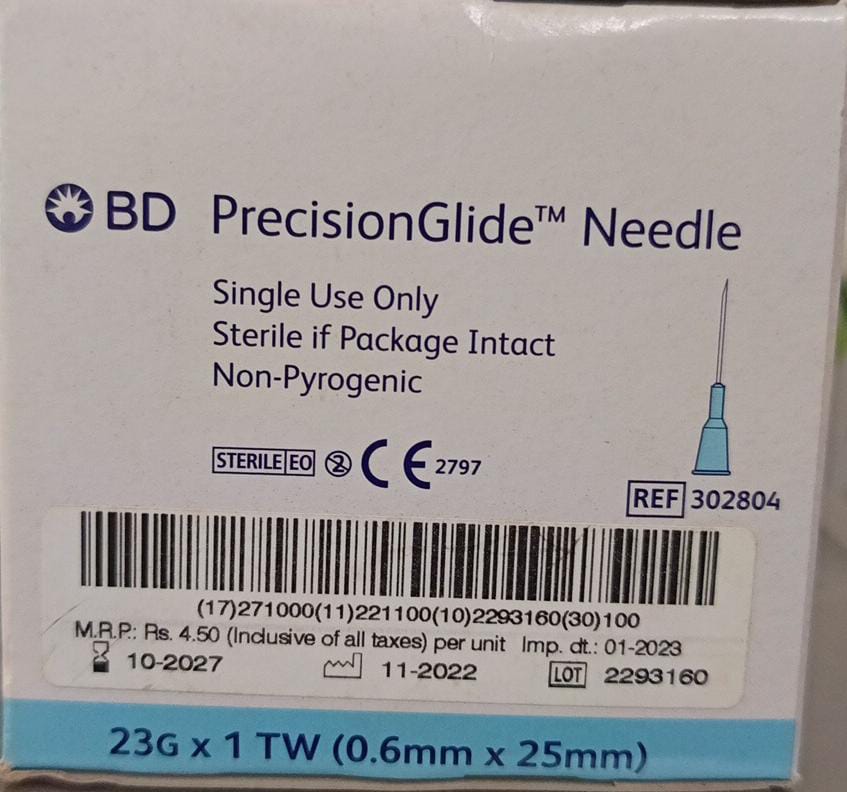 BD PrecisionGlide™ Needle
Single Use Only
Sterile if Package Intact
Non-Pyrogenic
STERILE EO 2 CE 2797
REF 302804
(17)271000(11)221100(10)2293160(30)100
M.R.P.: Rs. 4.50 (Inclusive of all taxes) per unit Imp. dt.: 01-2023
10-2027 11-2022 LOT 2293160
23G x 1 TW (0.6mm x 25mm)